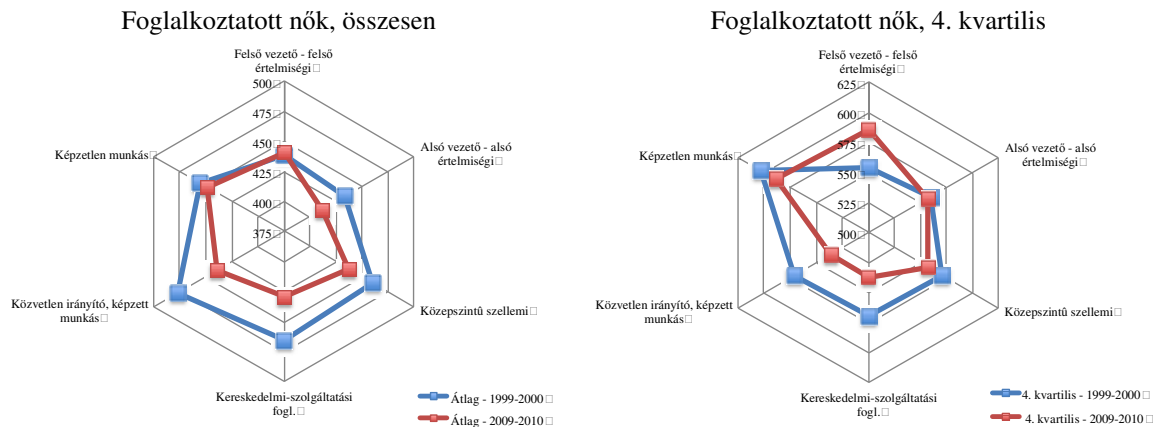 Foglalkoztatott nők, összesen
Felső vezető - felső
értelmiségi
500
475
450
425
400
375
Alsó vezető - alsó
értelmiségi
Középszintû szellemi
Kereskedelmi-szolgáltatási
fogl.
Közvetlen irányító, képzett
munkás
Képzetlen munkás
Átlag - 1999-2000
Átlag - 2009-2010
Foglalkoztatott nők, 4. kvartilis
Felső vezető - felső
értelmiségi
625
600
575
550
525
500
Alsó vezető - alsó
értelmiségi
Közepszintû szellemi
Kereskedelmi-szolgáltatási
fogl.
Közvetlen irányító, képzett
munkás
Képzetlen munkás
4. kvartilis - 1999-2000
4. kvartilis - 2009-2010